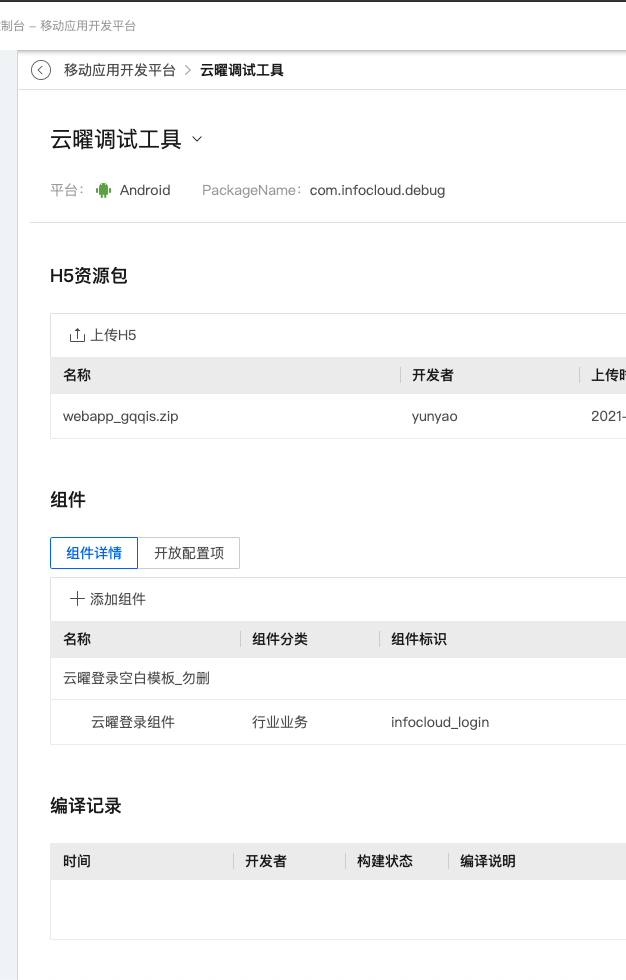 制台 – 移动应用开发平台
移动应用开发平台 > 云曜调试工具
云曜调试工具
平台： Android PackageName： com.infocloud.debug
H5资源包
上传H5
名称 开发者 上传时
webapp_gqqis.zip yunyao 2021-
组件
组件详情 开放配置项
添加组件
名称 组件分类 组件标识
云曜登录空白模板_勿删
云曜登录组件 行业业务 infocloud_login
编译记录
时间 开发者 构建状态 编译说明